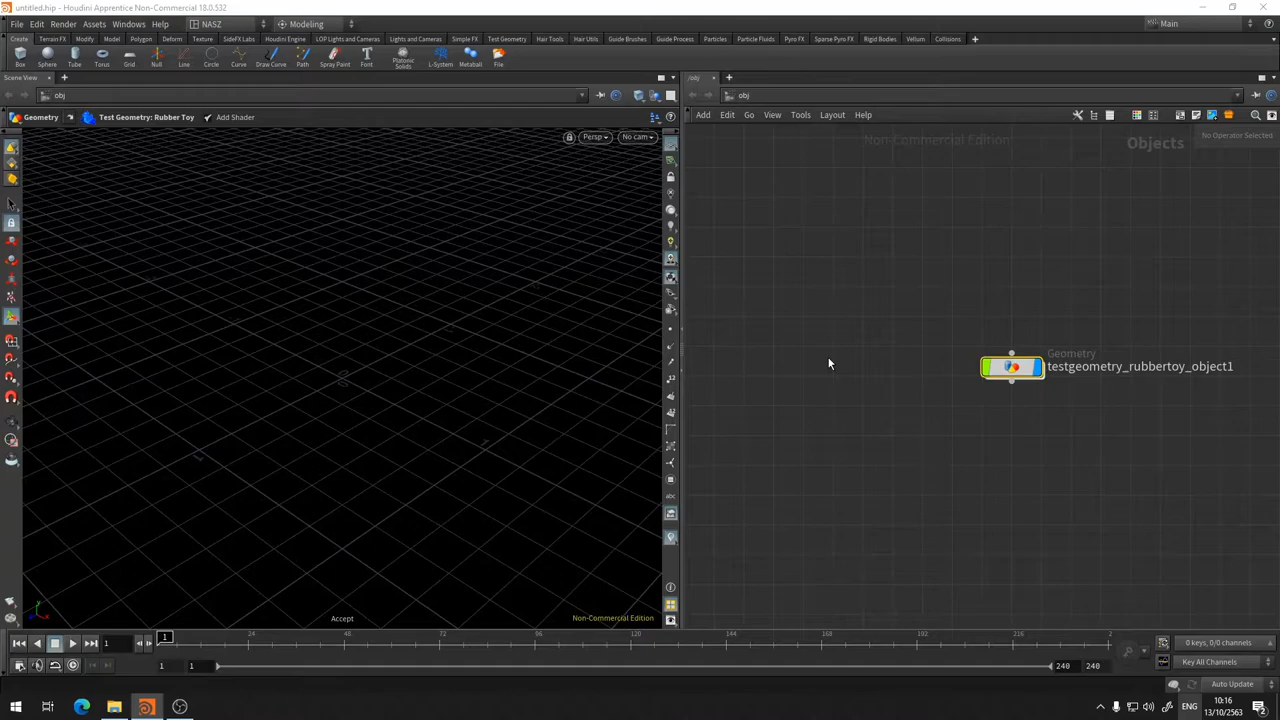 untitled.hip - Houdini Apprentice Non-Commercial 18.0.532
File Edit Render Assets Windows Help NASZ Modeling Main
Create Terrain FX Modify Model Polygon Deform Texture SideFX Labs Houdini Engine LOP Lights and Cameras Lights and Cameras Simple FX Test Geometry Hair Tools Hair Utils Guide Brushes Guide Process Particles Particle Fluids Pyro FX Sparse Pyro FX Rigid Bodies Vellum Collisions
Box Sphere Tube Torus Grid Null Line Circle Curve Draw Curve Path Spray Paint Font Platonic Solids L-System Metaball File
Scene View /obj
obj obj
Geometry Test Geometry: Rubber Toy Add Shader
Add Edit Go View Tools Layout Help
Persp No cam
No Operator Selected
Non-Commercial Edition Objects
Geometry
testgeometry_rubbertoy_object1
abc
Accept Non-Commercial Edition
1 1 24 48 72 96 120 144 168 192 216 2
0 keys, 0/0 channels
1 1 240 240 Key All Channels
Auto Update
ENG 10:16
13/10/2563 2